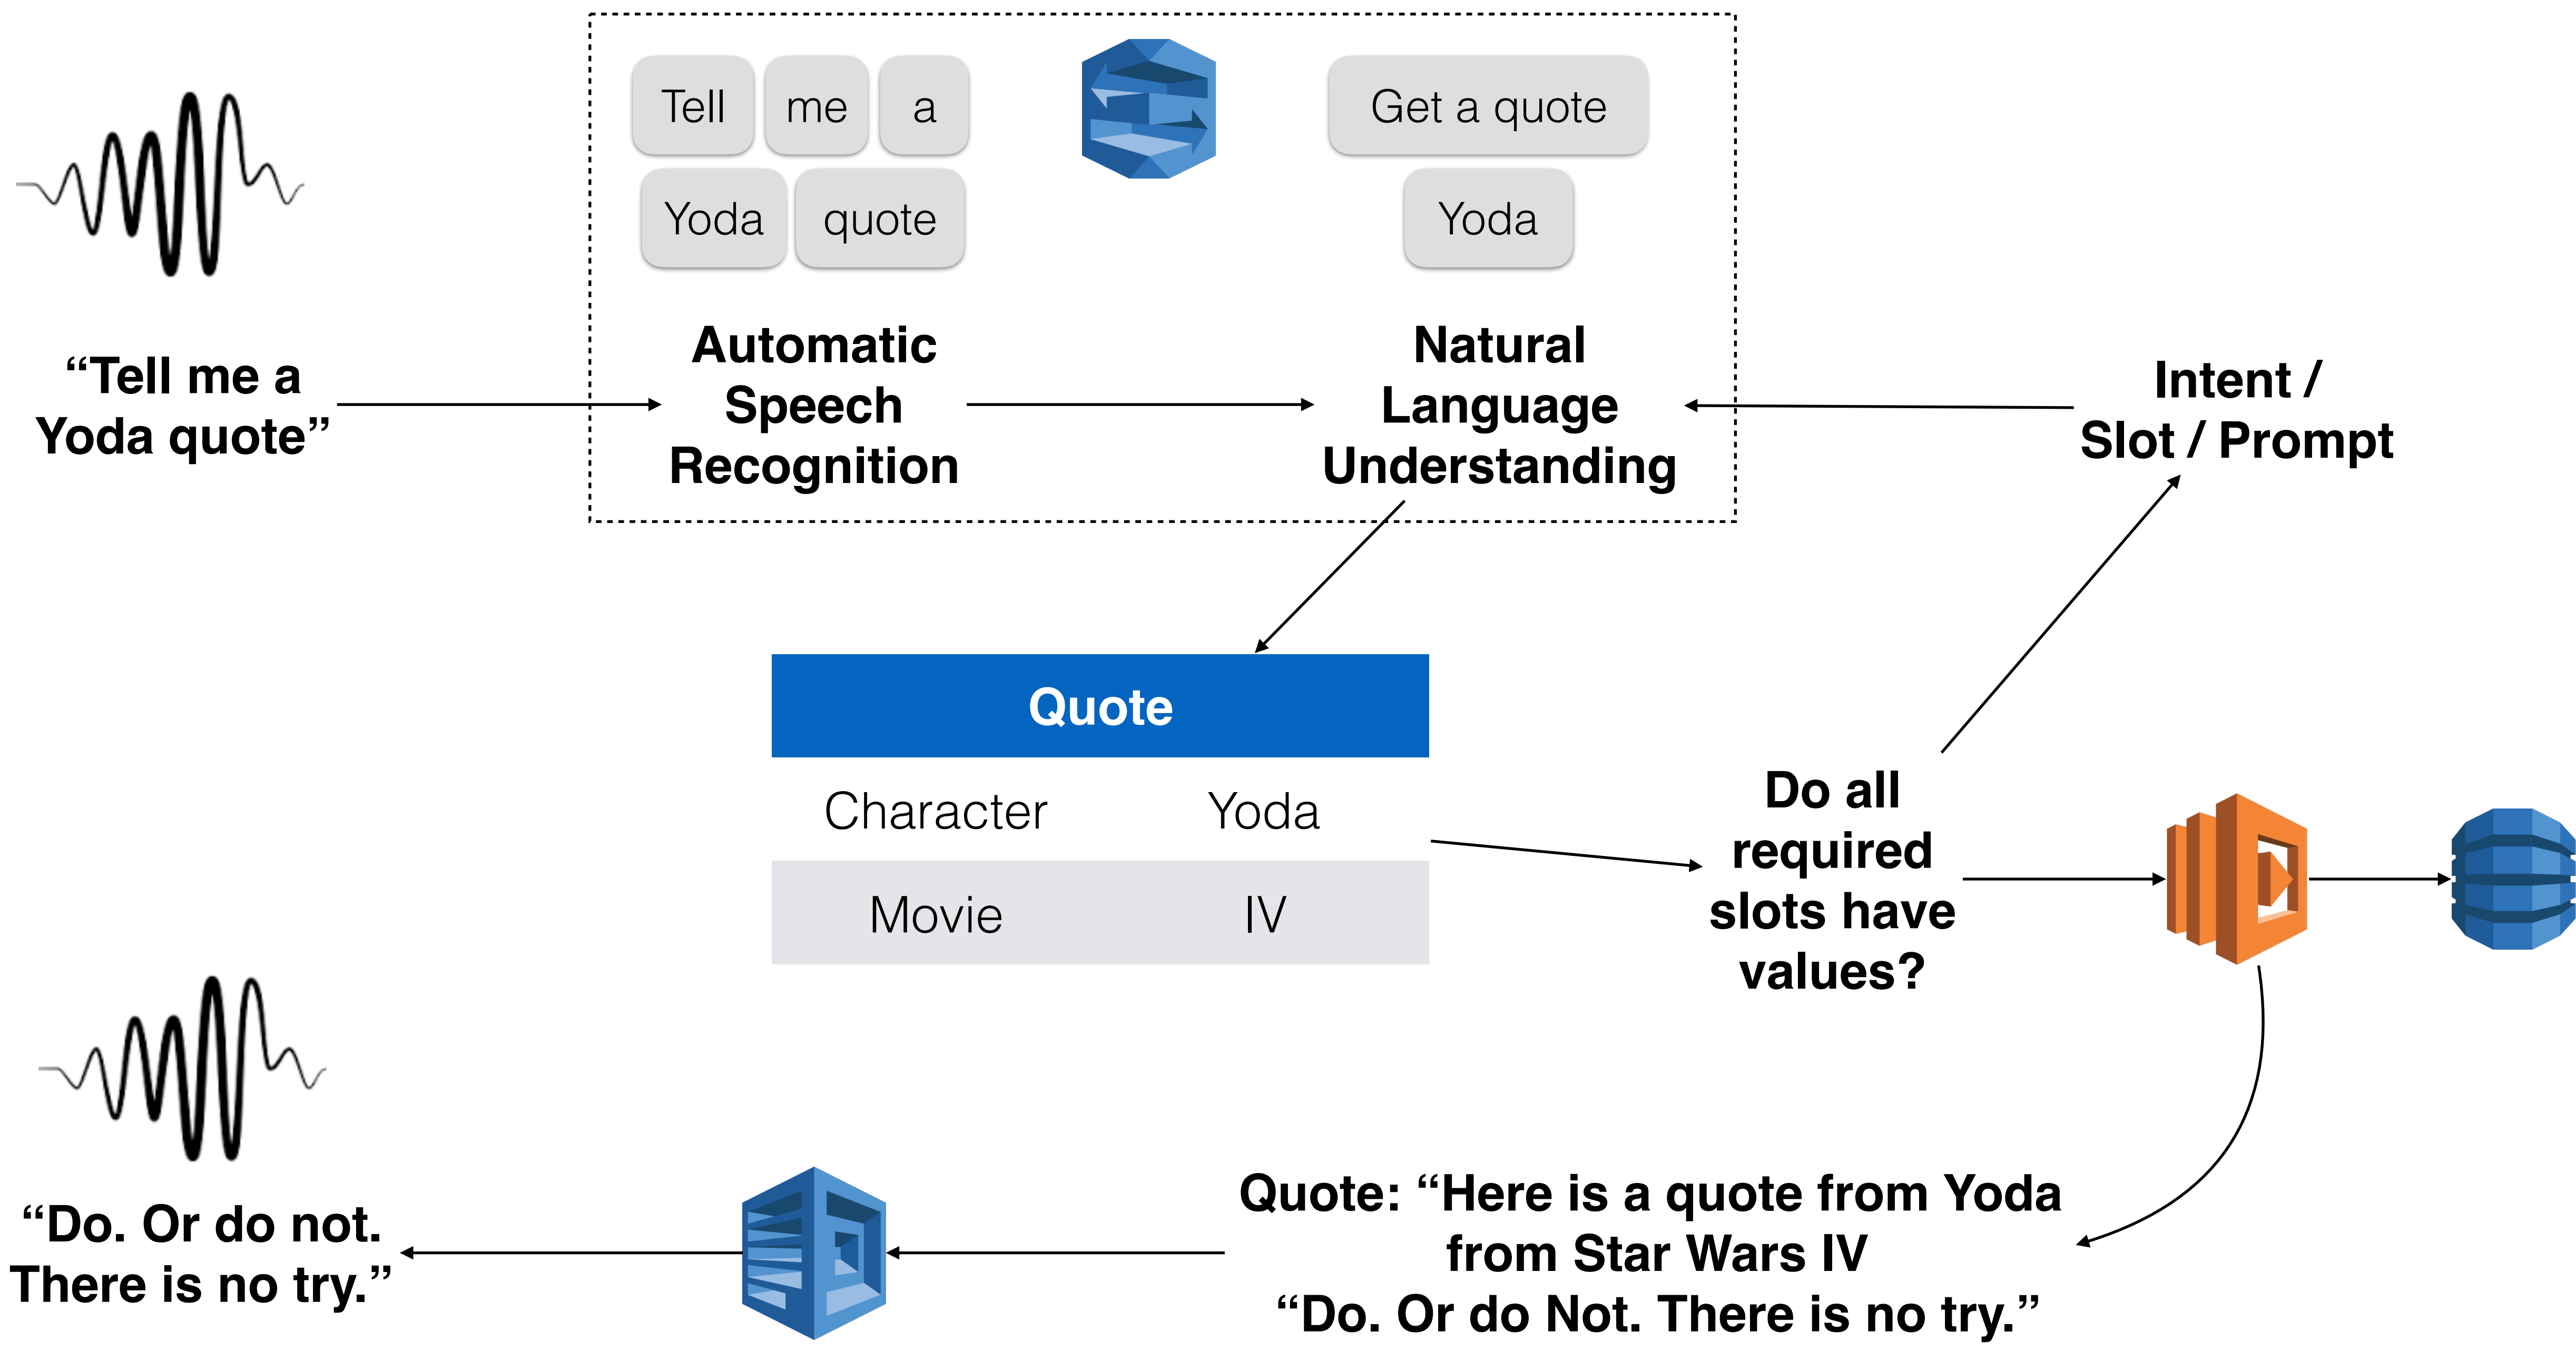 Tell me a
Yoda quote
Get a quote
Yoda
“Tell me a
Yoda quote”
Automatic
Speech
Recognition
Natural
Language
Understanding
Intent /
Slot / Prompt
Quote
Character Yoda
Movie IV
Do all
required
slots have
values?
“Do. Or do not.
There is no try.”
Quote: “Here is a quote from Yoda
from Star Wars IV
“Do. Or do Not. There is no try.”